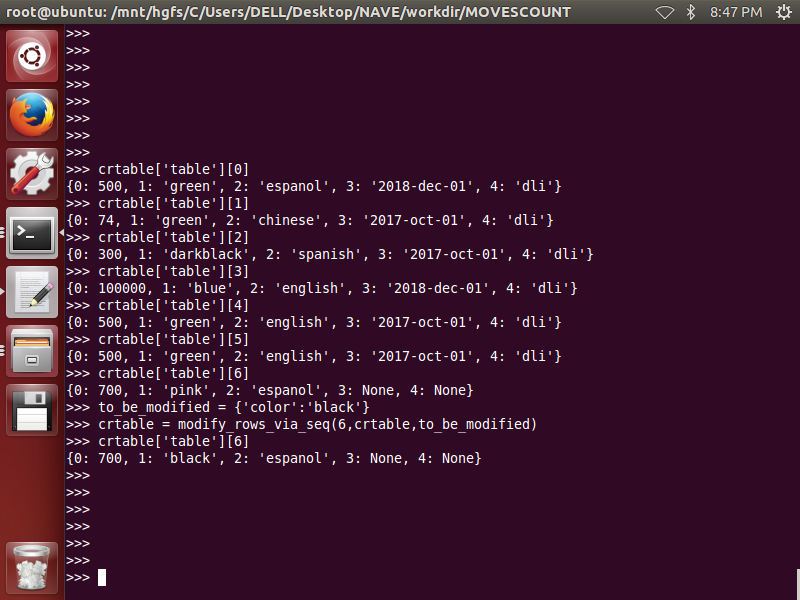 root@ubuntu: /mnt/hgfs/C/Users/DELL/Desktop/NAVE/workdir/MOVESCOUNT 8:47 PM
>>>
>>>
>>>
>>>
>>>
>>>
>>>
>>>
>>> crtable['table'][0]
{0: 500, 1: 'green', 2: 'espanol', 3: '2018-dec-01', 4: 'dli'}
>>> crtable['table'][1]
{0: 74, 1: 'green', 2: 'chinese', 3: '2017-oct-01', 4: 'dli'}
>>> crtable['table'][2]
{0: 300, 1: 'darkblack', 2: 'spanish', 3: '2017-oct-01', 4: 'dli'}
>>> crtable['table'][3]
{0: 100000, 1: 'blue', 2: 'english', 3: '2018-dec-01', 4: 'dli'}
>>> crtable['table'][4]
{0: 500, 1: 'green', 2: 'english', 3: '2017-oct-01', 4: 'dli'}
>>> crtable['table'][5]
{0: 500, 1: 'green', 2: 'english', 3: '2017-oct-01', 4: 'dli'}
>>> crtable['table'][6]
{0: 700, 1: 'pink', 2: 'espanol', 3: None, 4: None}
>>> to_be_modified = {'color':'black'}
>>> crtable = modify_rows_via_seq(6,crtable,to_be_modified)
>>> crtable['table'][6]
{0: 700, 1: 'black', 2: 'espanol', 3: None, 4: None}
>>>
>>>
>>>
>>>
>>>
>>>
>>>